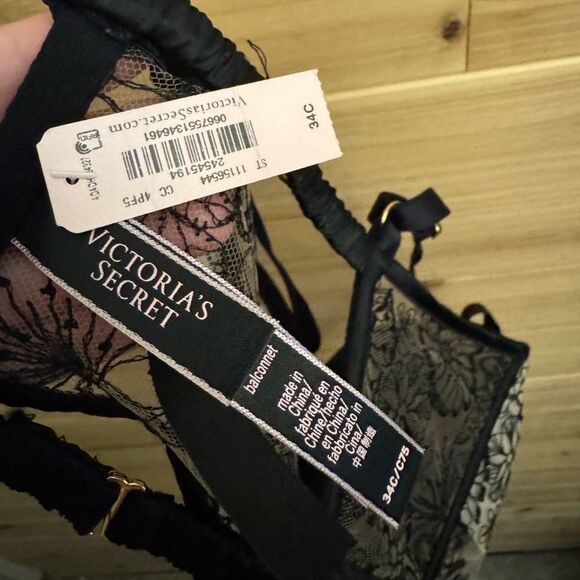 34C
VictoriasSecret.com
0667551346461
ST 11156544
24545194
CC 4PF5
VICTORIA'S
SECRET
balconnet
made in
China/
fabriqué en
Chine/hecho
en China/
fabbricato in
Cina/
中国制造
34C/C75